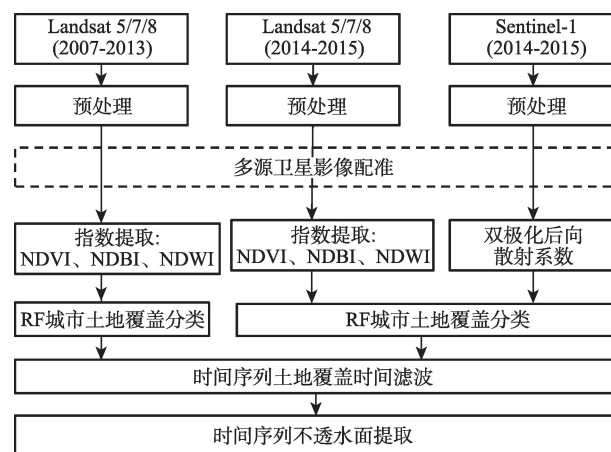 Landsat 5/7/8
(2007-2013)
Landsat 5/7/8
(2014-2015)
Sentinel-1
(2014-2015)
预处理
预处理
预处理
多源卫星影像配准
指数提取:
NDVI、NDBI、NDWI
指数提取:
NDVI、NDBI、NDWI
双极化后向
散射系数
RF城市土地覆盖分类
RF城市土地覆盖分类
时间序列土地覆盖时间滤波
时间序列不透水面提取